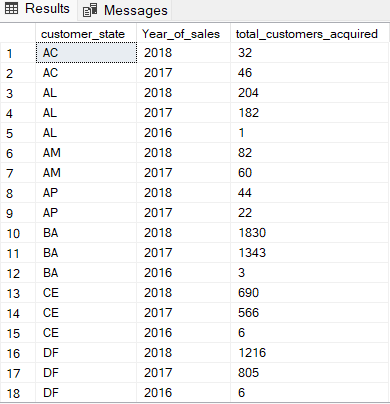 Results Messages
customer_state Year_of_sales total_customers_acquired
1 AC 2018 32
2 AC 2017 46
3 AL 2018 204
4 AL 2017 182
5 AL 2016 1
6 AM 2018 82
7 AM 2017 60
8 AP 2018 44
9 AP 2017 22
10 BA 2018 1830
11 BA 2017 1343
12 BA 2016 3
13 CE 2018 690
14 CE 2017 566
15 CE 2016 6
16 DF 2018 1216
17 DF 2017 805
18 DF 2016 6